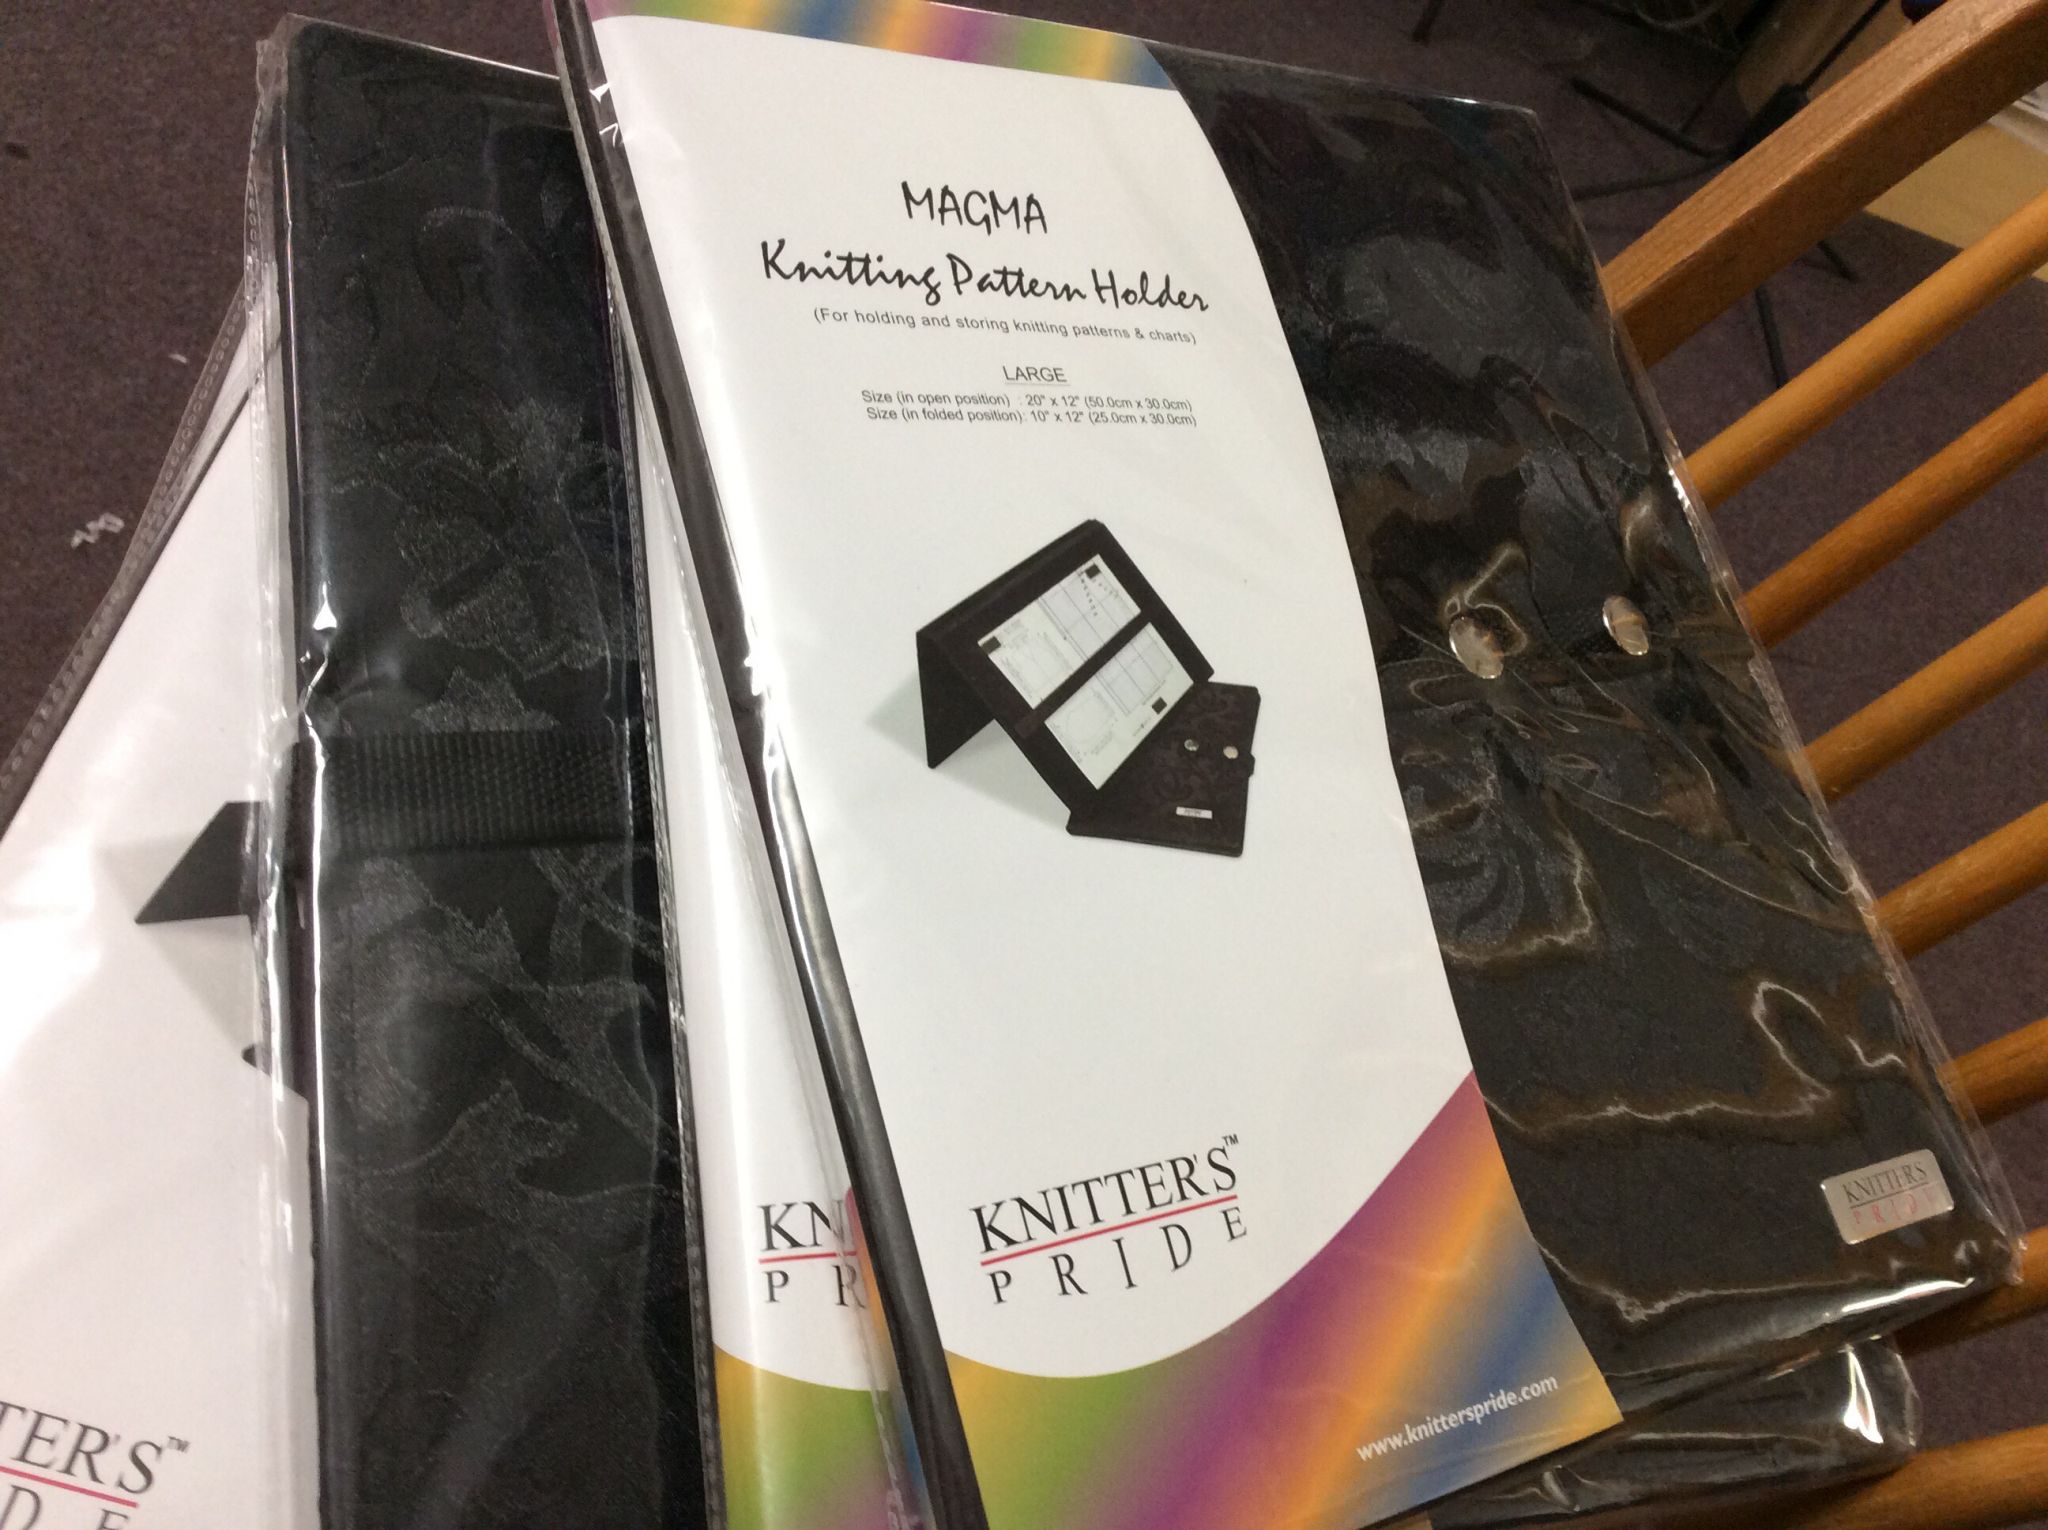 MAGMA
Knitting Pattern Holder
(For holding and storing knitting patterns & charts)
LARGE
Size (in open position) : 20" x 12" (50.0cm x 30.0cm)
Size (in folded position): 10" x 12" (25.0cm x 30.0cm)
KNITTER'S™
PRIDE
www.knitterspride.com
KNITTER'S
PRIDE
KN
PR
TER'S™
DE